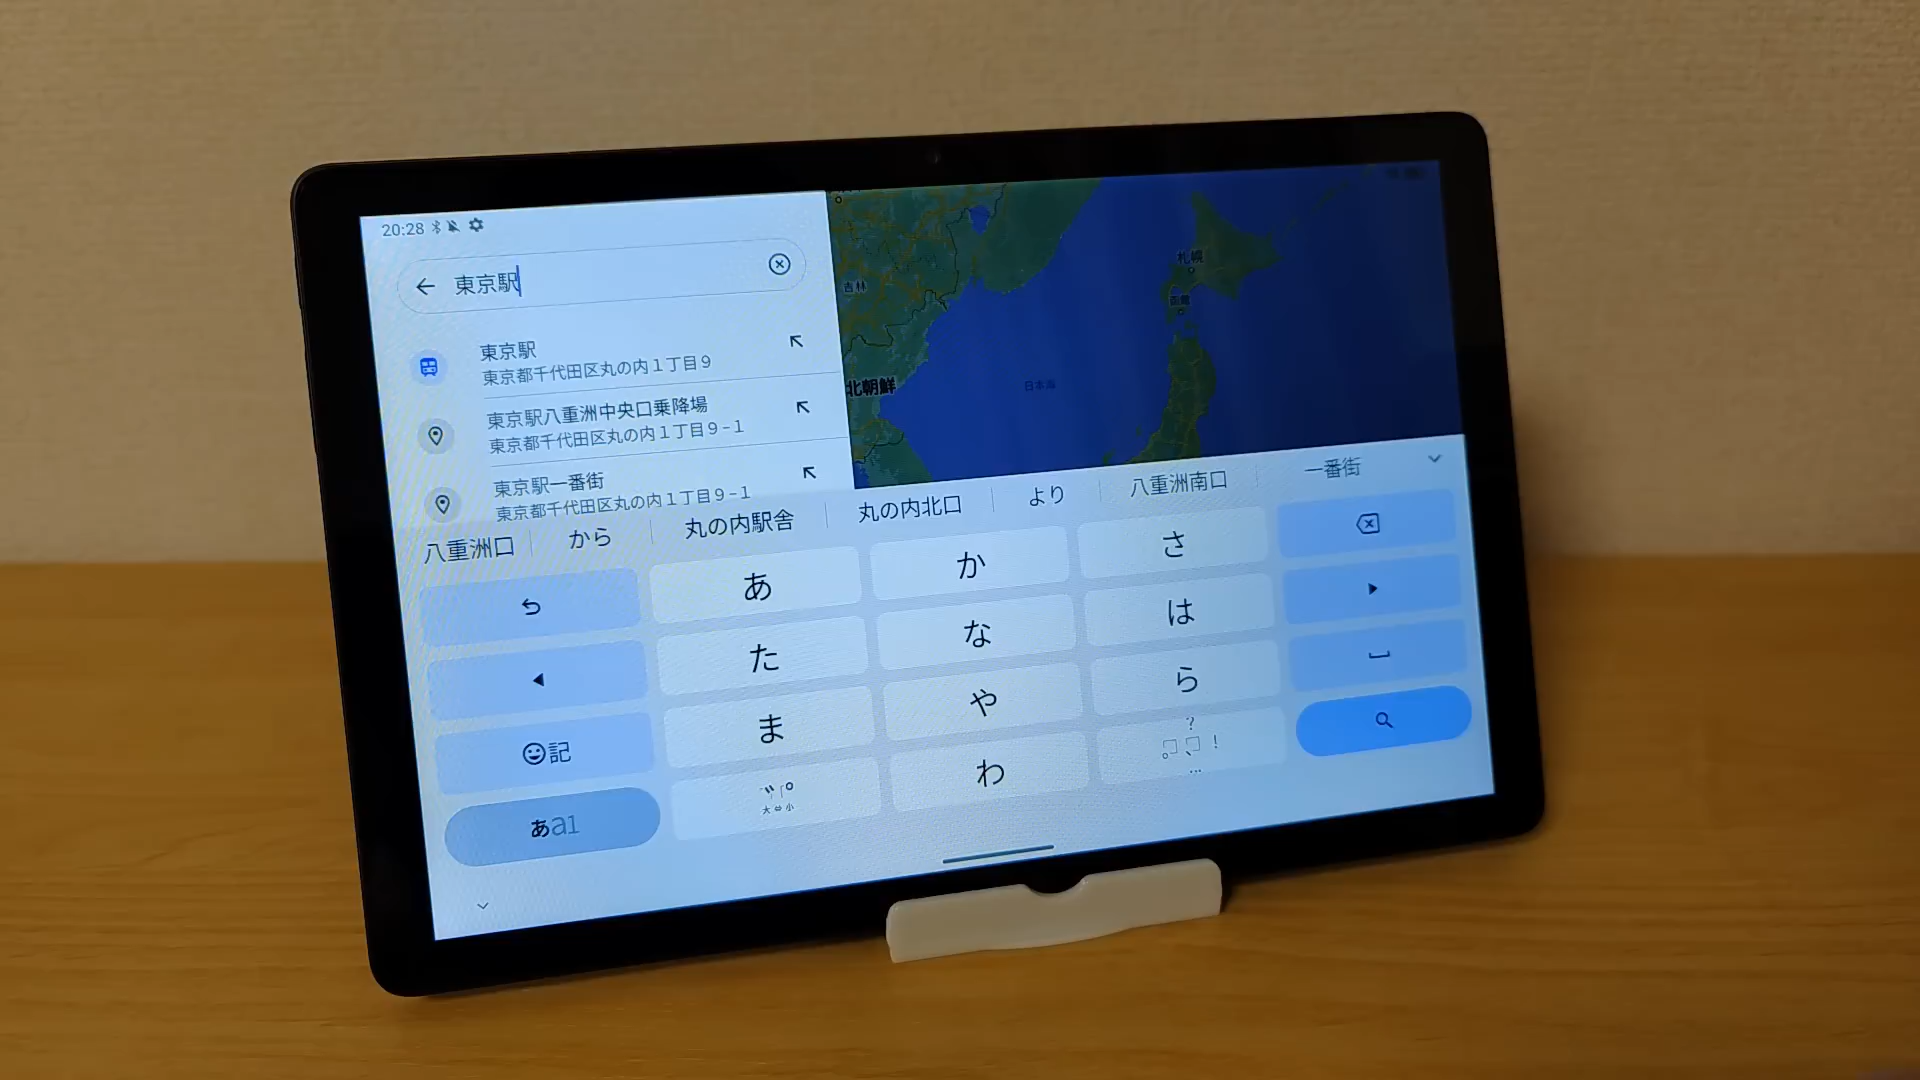 20:28
東京駅
東京駅
東京都千代田区丸の内1丁目9
東京駅八重洲中央口乗降場
東京都千代田区丸の内1丁目9-1
東京駅一番街
東京都千代田区丸の内1丁目9-1
吉林
北朝鮮
日本海
札幌
函館
八重洲口
から
丸の内駅舎
丸の内北口
より
八重洲南口
一番街
あ
か
さ
た
な
は
ま
や
ら
記
大⇔小
わ
。、?!…
あa1